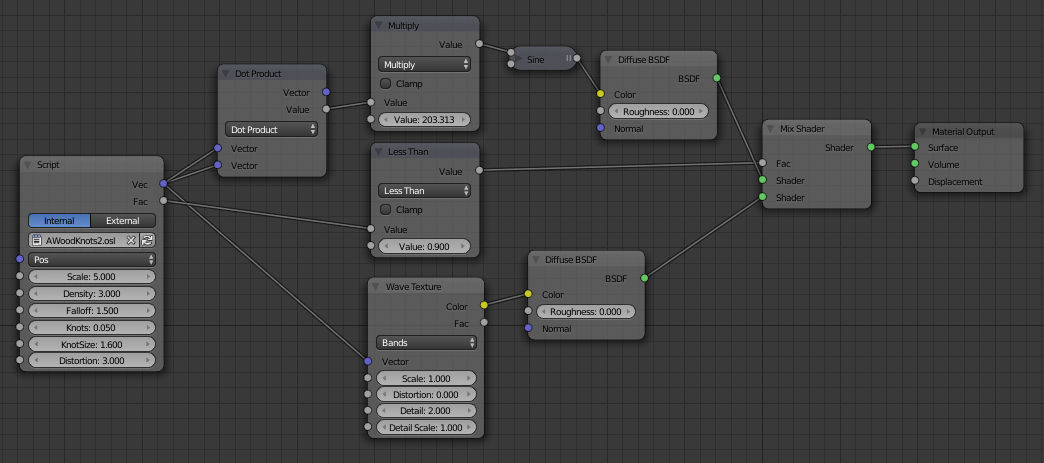 Script
Vec
Fac
Internal External
AWoodKnots2.osl
Pos
Scale: 5.000
Density: 3.000
Falloff: 1.500
Knots: 0.050
KnotSize: 1.600
Distortion: 3.000
Dot Product
Vector
Value
Dot Product
Vector
Vector
Multiply
Value
Multiply
Clamp
Value
Value: 203.313
Less Than
Value
Less Than
Clamp
Value
Value: 0.900
Wave Texture
Color
Fac
Bands
Vector
Scale: 1.000
Distortion: 0.000
Detail: 2.000
Detail Scale: 1.000
Sine
Diffuse BSDF
BSDF
Color
Roughness: 0.000
Normal
Diffuse BSDF
BSDF
Color
Roughness: 0.000
Normal
Mix Shader
Shader
Fac
Shader
Shader
Material Output
Surface
Volume
Displacement